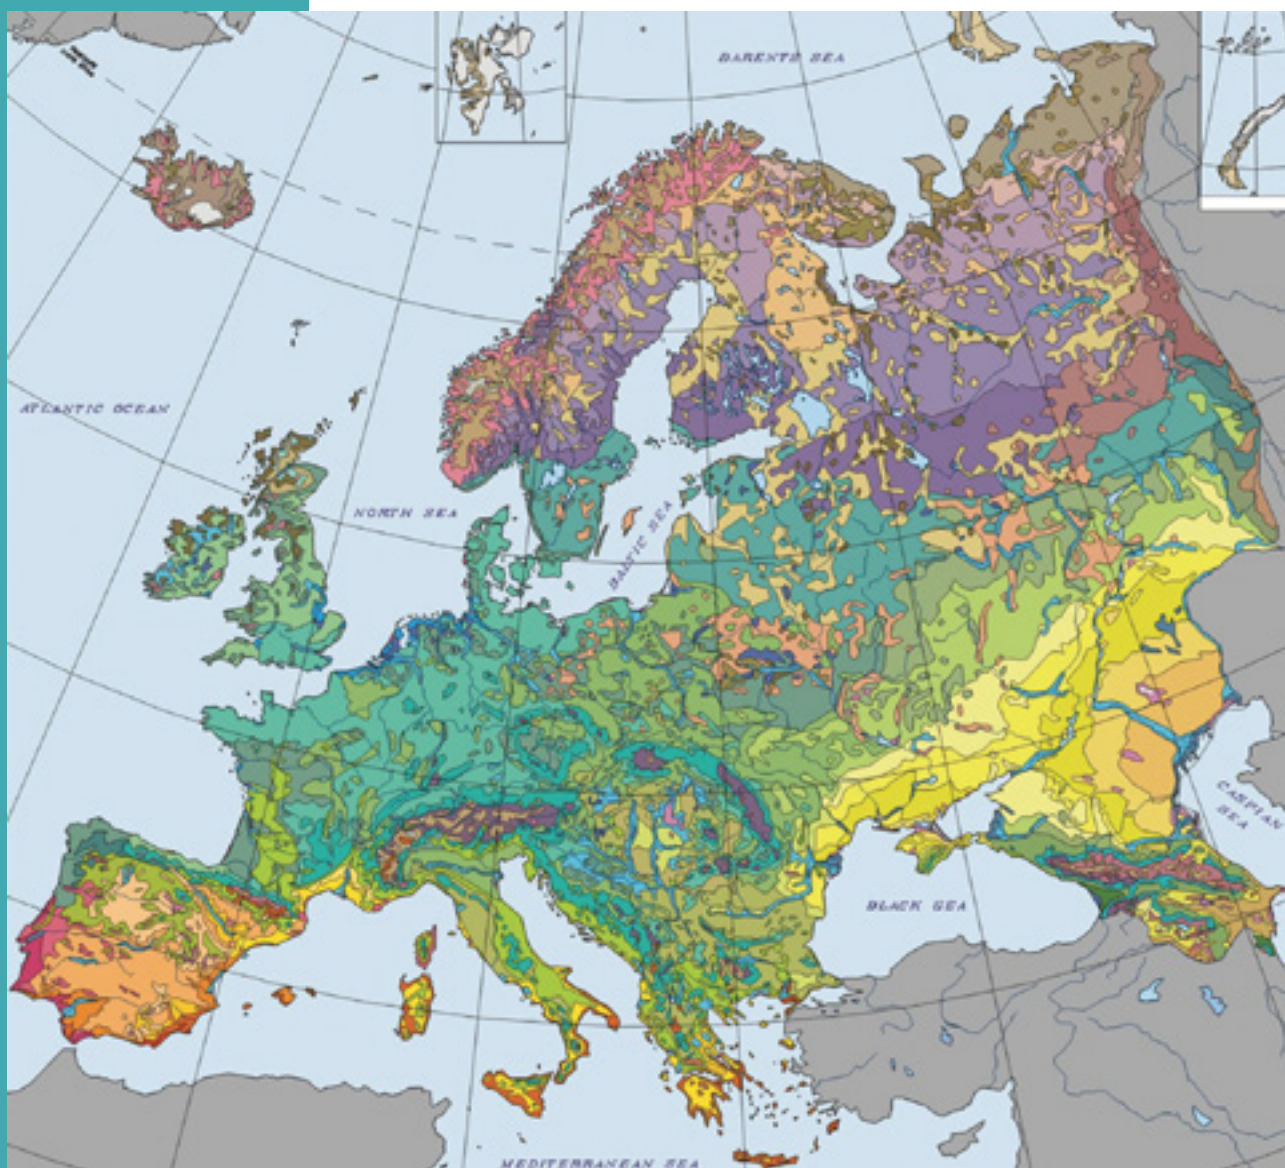 BARENTS SEA
ATLANTIC OCEAN
NORTH SEA
BALTIC SEA
CASPIAN
SEA
BLACK SEA
MEDITERRANEAN SEA